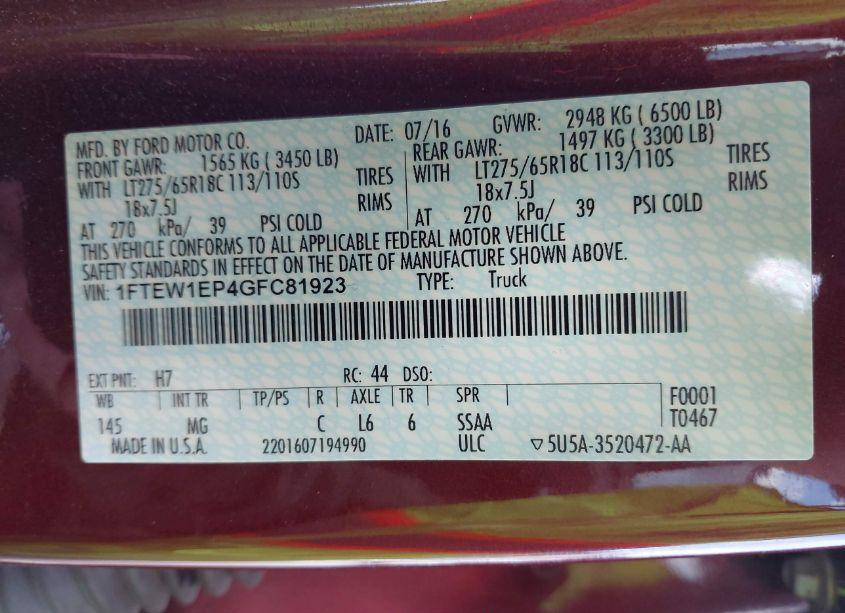 MFD. BY FORD MOTOR CO. DATE: 07/16 GVWR: 2948 KG ( 6500 LB)
FRONT GAWR: 1565 KG ( 3450 LB) REAR GAWR: 1497 KG ( 3300 LB)
WITH LT275/65R18C 113/110S TIRES WITH LT275/65R18C 113/110S TIRES
18x7.5J RIMS 18x7.5J RIMS
AT 270 kPa/ 39 PSI COLD AT 270 kPa/ 39 PSI COLD
THIS VEHICLE CONFORMS TO ALL APPLICABLE FEDERAL MOTOR VEHICLE
SAFETY STANDARDS IN EFFECT ON THE DATE OF MANUFACTURE SHOWN ABOVE.
VIN: 1FTEW1EP4GFC81923 TYPE: Truck
EXT PNT: H7 RC: 44 DSO:
WB INT TR TP/PS R AXLE TR SPR F0001
145 MG C L6 6 SSAA T0467
MADE IN U.S.A. 2201607194990 ULC ▽5U5A-3520472-AA